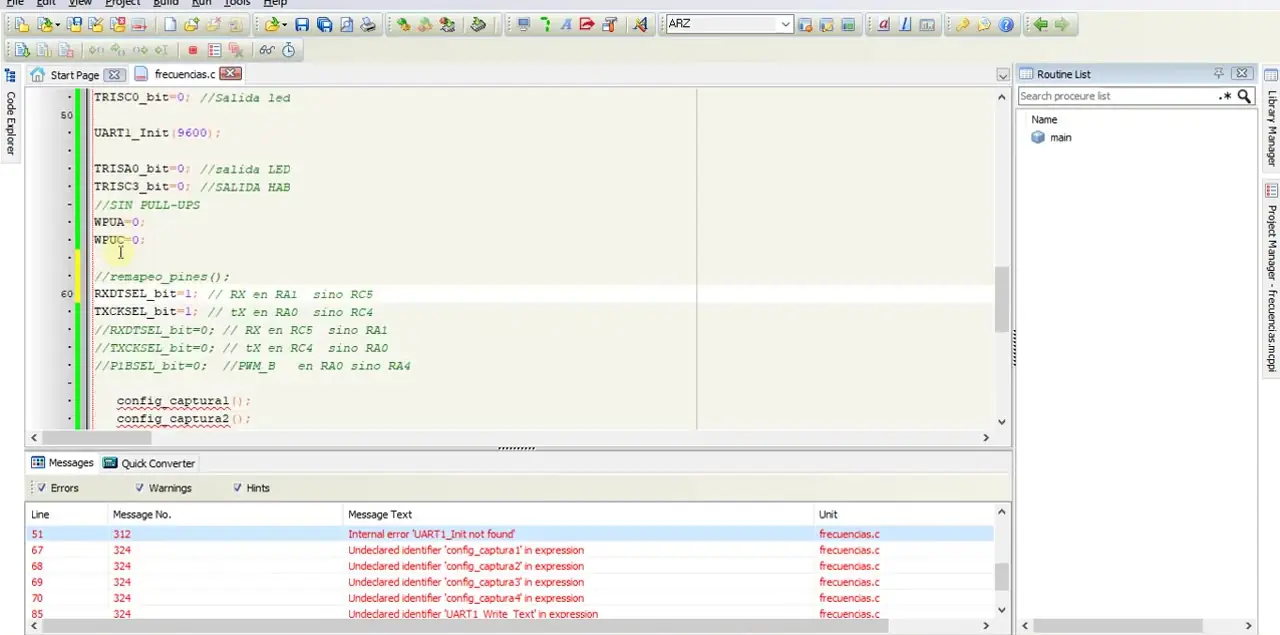 File Edit View Project Build Run Tools Help
ARZ
Start Page
frecuencias.c
Routine List
Code Explorer
TRISC0_bit=0; //Salida led
50
UART1_Init(9600);
TRISA0_bit=0; //salida LED
TRISC3_bit=0; //SALIDA HAB
//SIN PULL-UPS
WPUA=0;
WPUC=0;
//remapeo_pines();
60 RXDTSEL_bit=1; // RX en RA1 sino RC5
TXCKSEL_bit=1; // tX en RA0 sino RC4
//RXDTSEL_bit=0; // RX en RC5 sino RA1
//TXCKSEL_bit=0; // tX en RC4 sino RA0
//P1BSEL_bit=0; //PWM_B en RA0 sino RA4
config_captura1();
config_captura2();
Search proceure list .*
Name
main
Library Manager
Project Manager - frecuencias.mcppi
Messages Quick Converter
Errors Warnings Hints
Line Message No. Message Text Unit
51 312 Internal error 'UART1_Init not found' frecuencias.c
67 324 Undeclared identifier 'config_captura1' in expression frecuencias.c
68 324 Undeclared identifier 'config_captura2' in expression frecuencias.c
69 324 Undeclared identifier 'config_captura3' in expression frecuencias.c
70 324 Undeclared identifier 'config_captura4' in expression frecuencias.c
85 324 Undeclared identifier 'UART1_Write_Text' in expression frecuencias.c